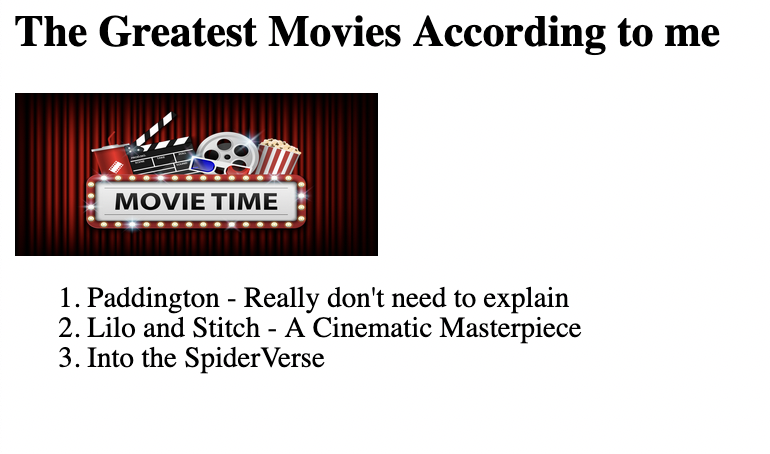 The Greatest Movies According to me
MOVIE TIME
1. Paddington - Really don't need to explain
2. Lilo and Stitch - A Cinematic Masterpiece
3. Into the SpiderVerse